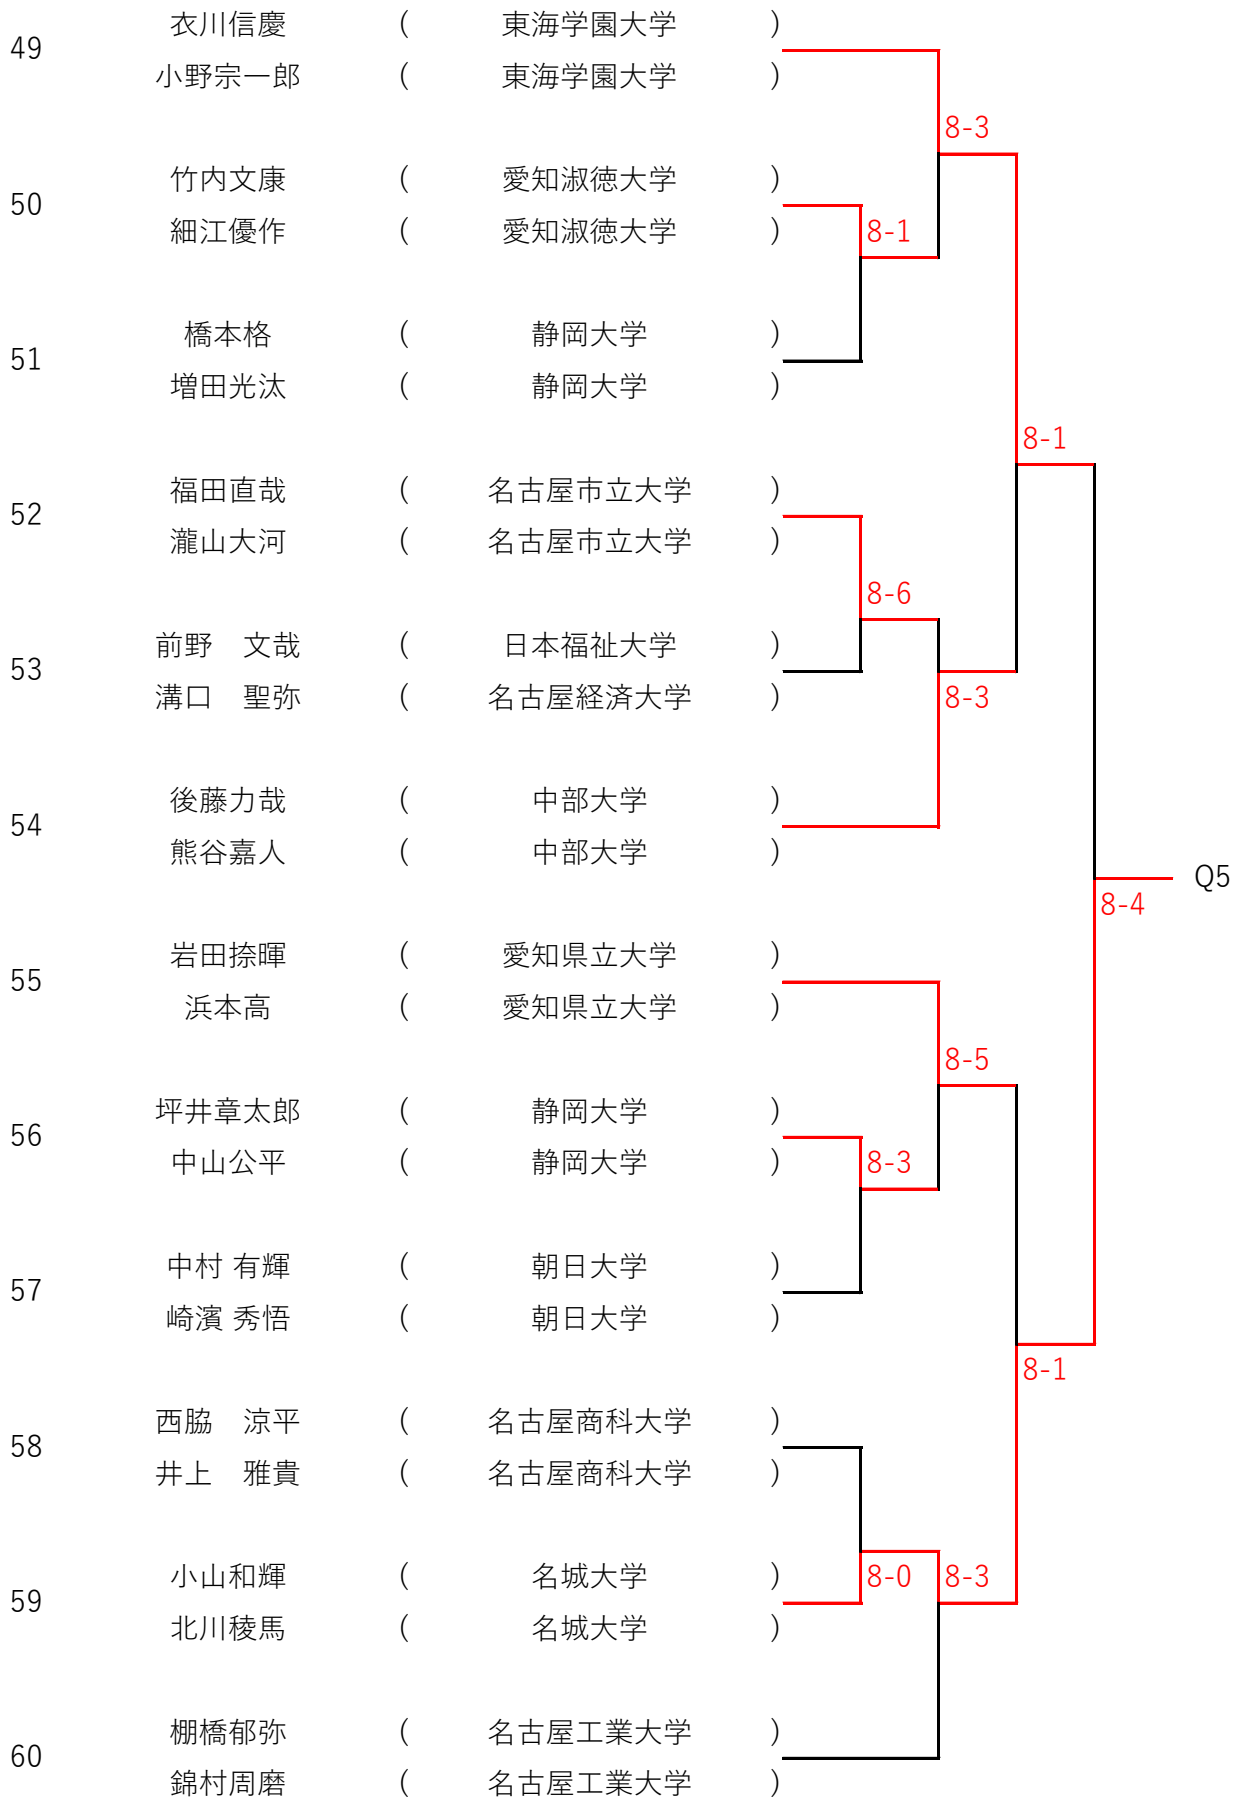 衣川信慶 ( 東海学園大学 )
49
小野宗一郎 ( 東海学園大学 )
8-3
竹内文康 ( 愛知淑徳大学 )
50
細江優作 ( 愛知淑徳大学 ) 8-1
橋本格 ( 静岡大学 )
51
増田光汰 ( 静岡大学 )
8-1
福田直哉 ( 名古屋市立大学 )
52
瀧山大河 ( 名古屋市立大学 )
8-6
前野　文哉 ( 日本福祉大学 )
53
溝口　聖弥 ( 名古屋経済大学 ) 8-3
後藤力哉 ( 中部大学 )
54
熊谷嘉人 ( 中部大学 )
Q5
8-4
岩田捺暉 ( 愛知県立大学 )
55
浜本高 ( 愛知県立大学 )
8-5
坪井章太郎 ( 静岡大学 )
56
中山公平 ( 静岡大学 ) 8-3
中村 有輝 ( 朝日大学 )
57
崎濱 秀悟 ( 朝日大学 )
8-1
西脇　涼平 ( 名古屋商科大学 )
58
井上　雅貴 ( 名古屋商科大学 )
小山和輝 ( 名城大学 ) 8-0 8-3
59
北川稜馬 ( 名城大学 )
棚橋郁弥 ( 名古屋工業大学 )
60
錦村周磨 ( 名古屋工業大学 )